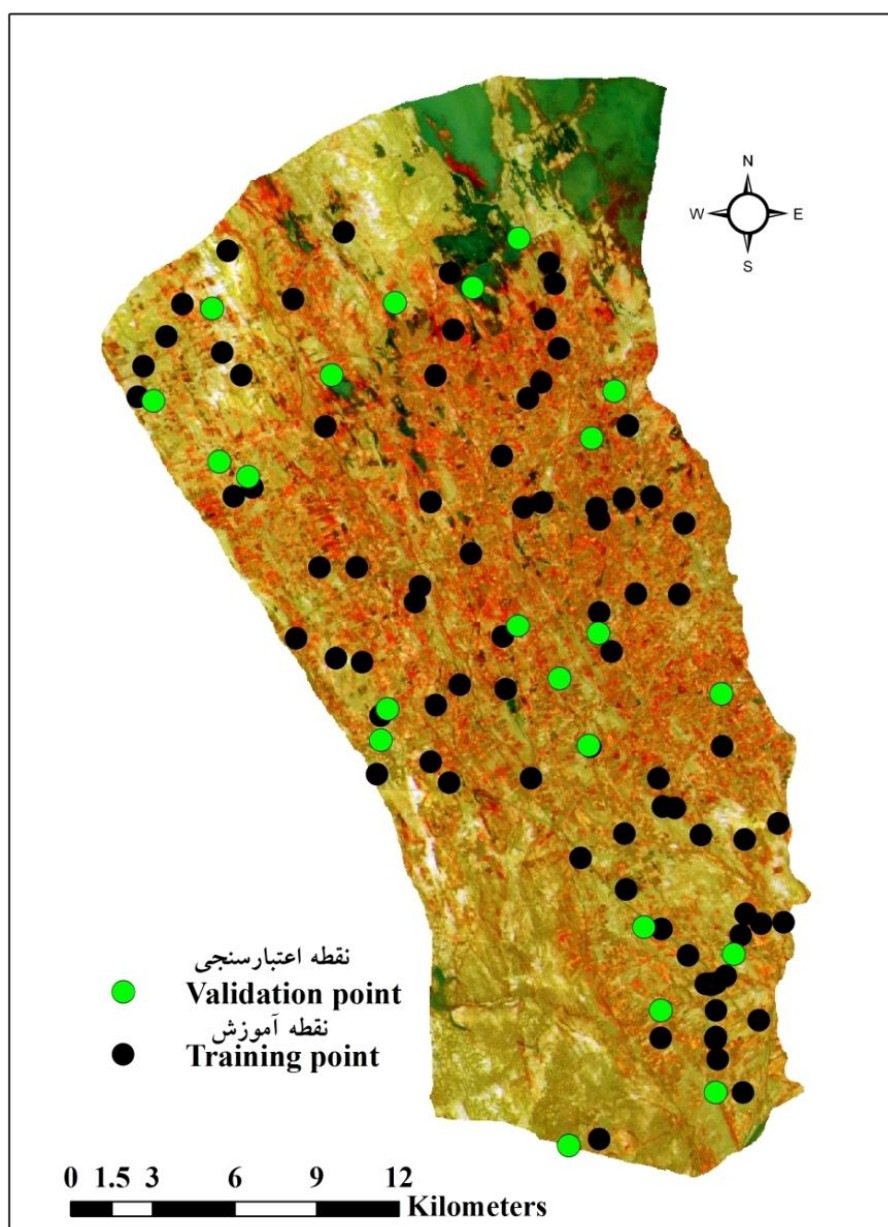 N
W E
S
نقطه اعتبارسنجی
Validation point
نقطه آموزش
Training point
0 1.5 3 6 9 12
Kilometers